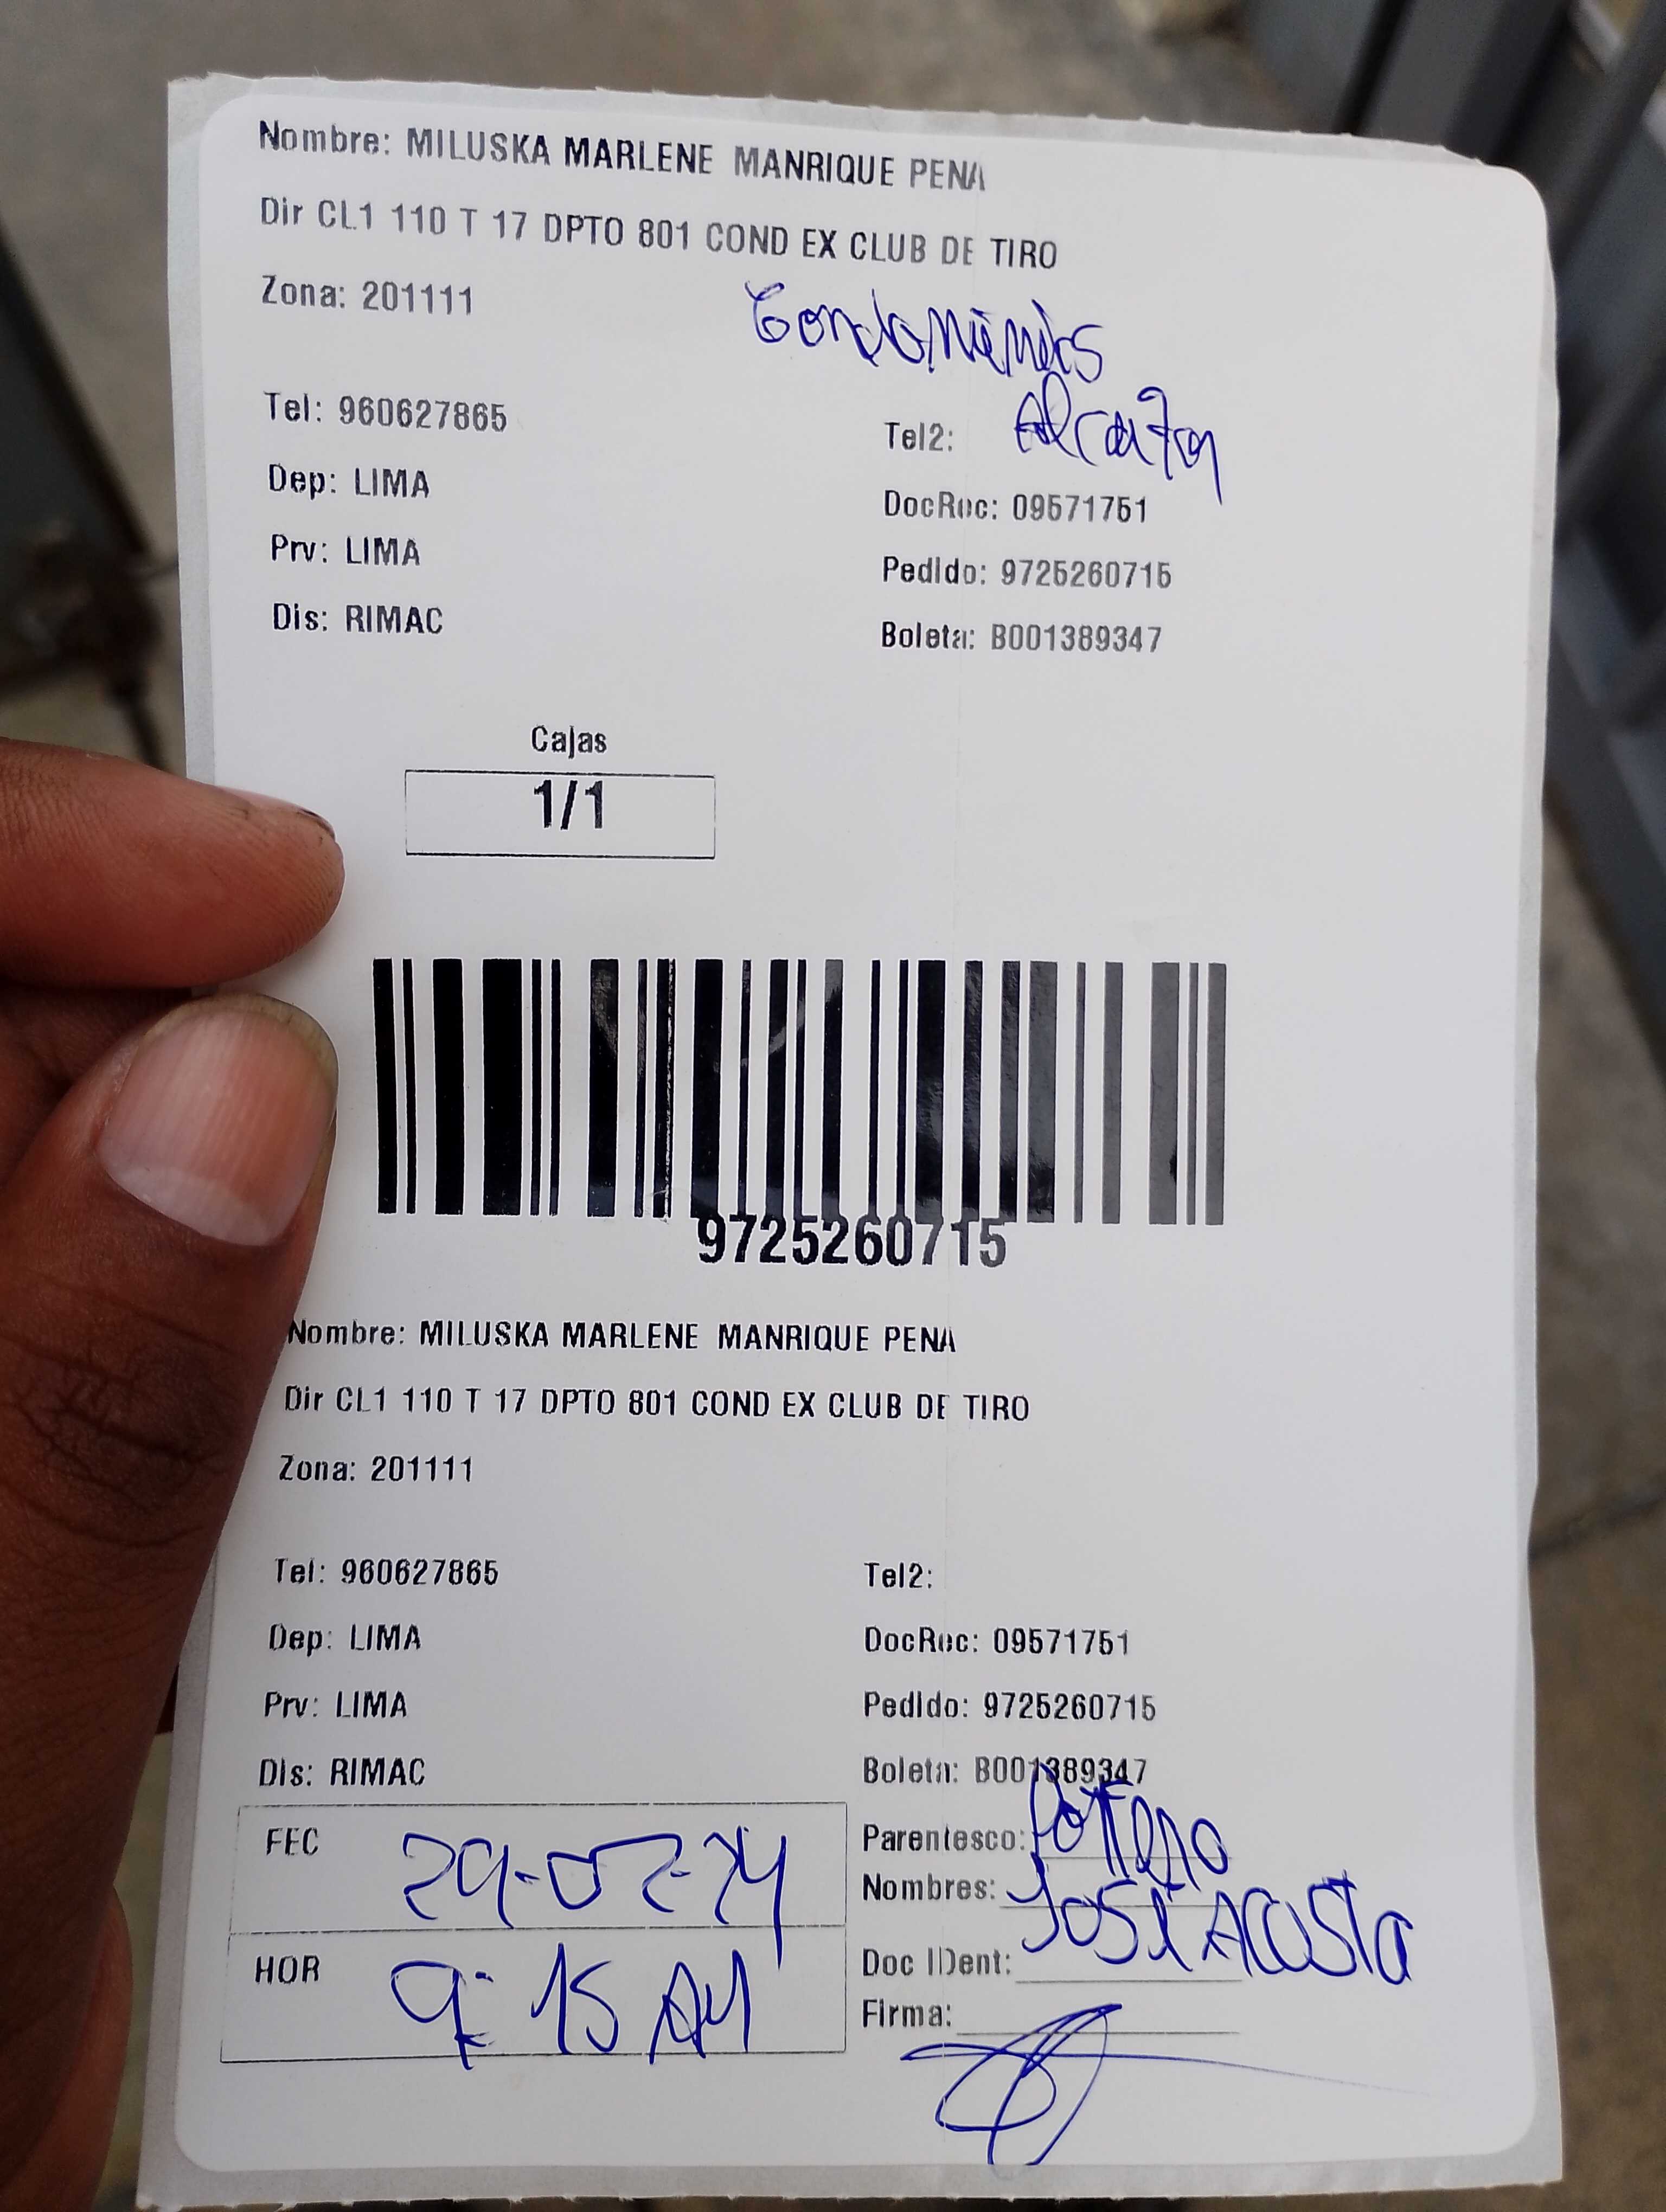 Nombre: MILUSKA MARLENE MANRIQUE PENA
Dir CL1 110 T 17 DPTO 801 COND EX CLUB DE TIRO
Zona: 201111
Condominios
Tel: 960627865
Tel2:
Dep: LIMA
DocRec: 09571751
Prv: LIMA
Pedido: 9725260715
Dis: RIMAC
Boleta: B001389347
Cajas
1/1
9725260715
Nombre: MILUSKA MARLENE MANRIQUE PENA
Dir CL1 110 T 17 DPTO 801 COND EX CLUB DE TIRO
Zona: 201111
Tel: 960627865
Tel2:
Dep: LIMA
DocRec: 09571751
Prv: LIMA
Pedido: 9725260715
Dis: RIMAC
Boleta: B001389347
FEC 29-02-24
Parentesco: Portero
Nombres: José Acosta
HOR 9:15 AM
Doc IDent:
Firma: